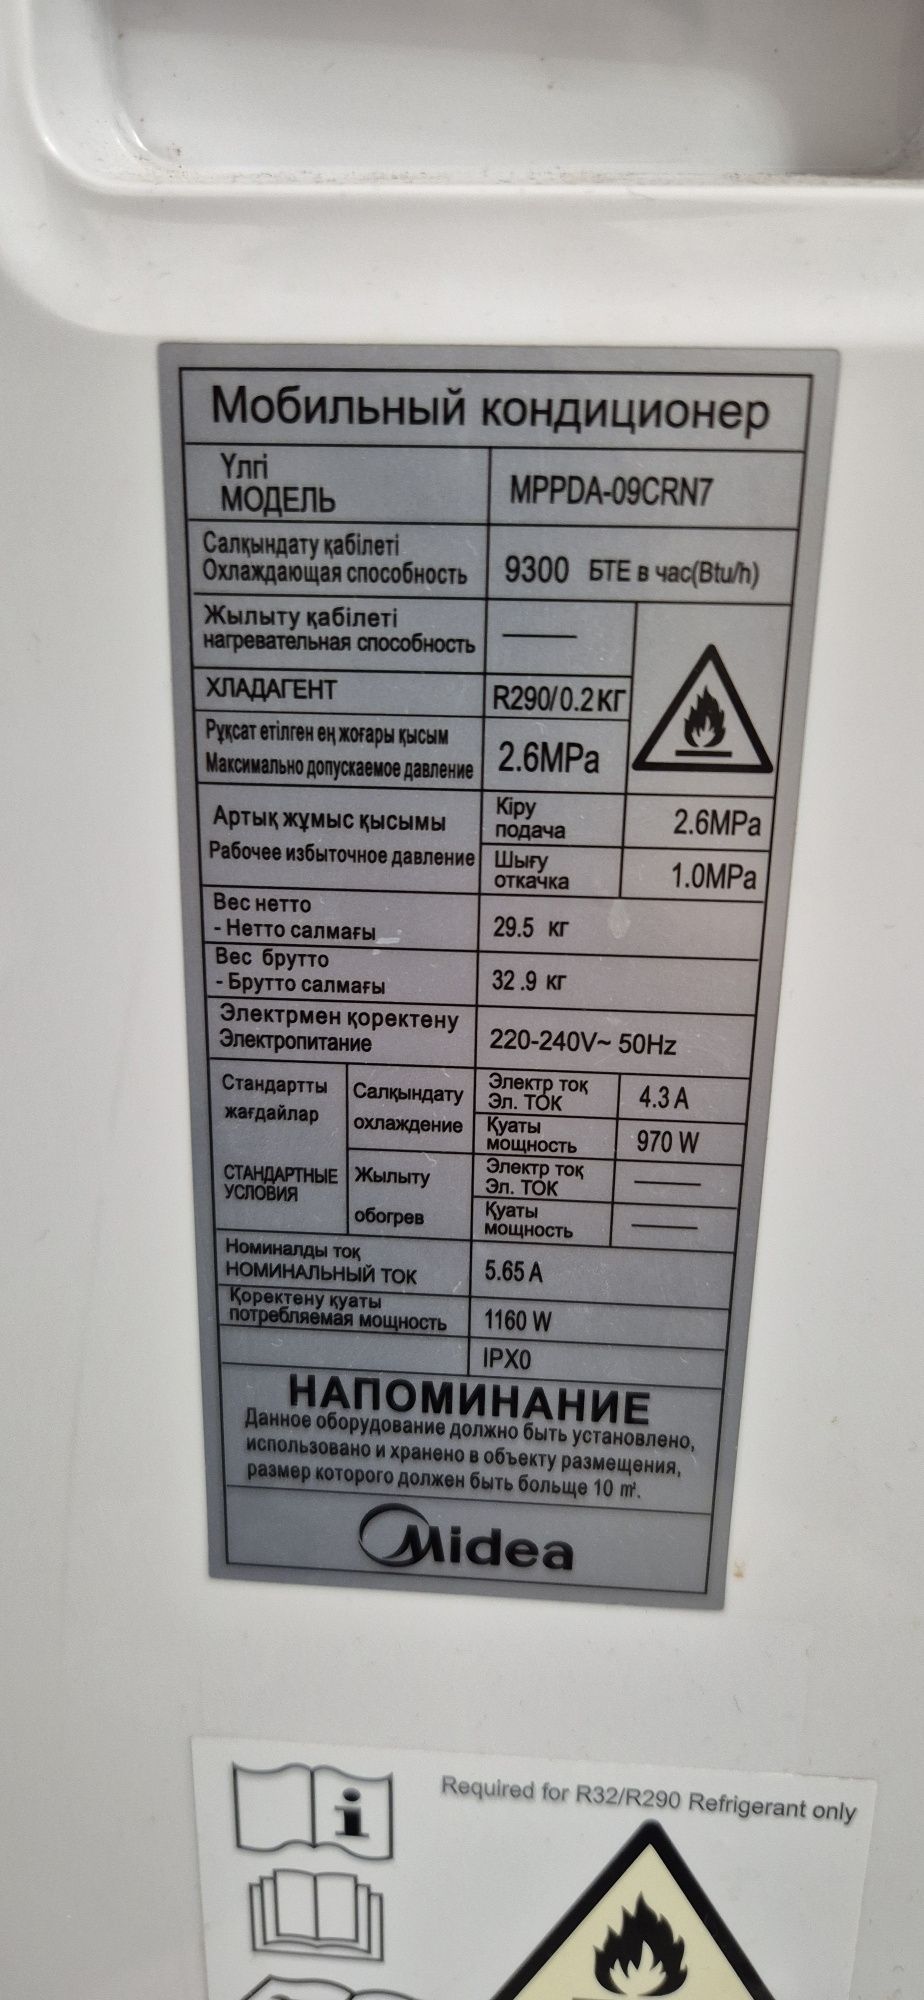 Мобильный кондиционер
Үлгі
МОДЕЛЬ
MPPDA-09CRN7
Салқындату қабілеті
Охлаждающая способность
9300 БТЕ в час(Btu/h)
Жылыту қабілеті
нагревательная способность
ХЛАДАГЕНТ
R290/0.2КГ
Рұқсат етілген ең жоғары қысым
Максимально допускаемое давление
2.6MPa
Артық жұмыс қысымы
Рабочее избыточное давление
Кіру
подача
2.6MPa
Шығу
откачка
1.0MPa
Вес нетто
- Нетто салмағы
29.5 кг
Вес брутто
- Брутто салмағы
32.9 кг
Электрмен қоректену
Электропитание
220-240V~ 50Hz
Стандартты
жағдайлар
СТАНДАРТНЫЕ
УСЛОВИЯ
Салқындату
охлаждение
Электр тоқ
Эл. ТОК
4.3 A
Қуаты
мощность
970 W
Жылыту
обогрев
Электр тоқ
Эл. ТОК
Қуаты
мощность
Номиналды тоқ
НОМИНАЛЬНЫЙ ТОК
5.65 A
Қоректену қуаты
потребляемая мощность
1160 W
IPX0
НАПОМИНАНИЕ
Данное оборудование должно быть установлено,
использовано и хранено в объекту размещения,
размер которого должен быть больще 10 m².
Midea
Required for R32/R290 Refrigerant only